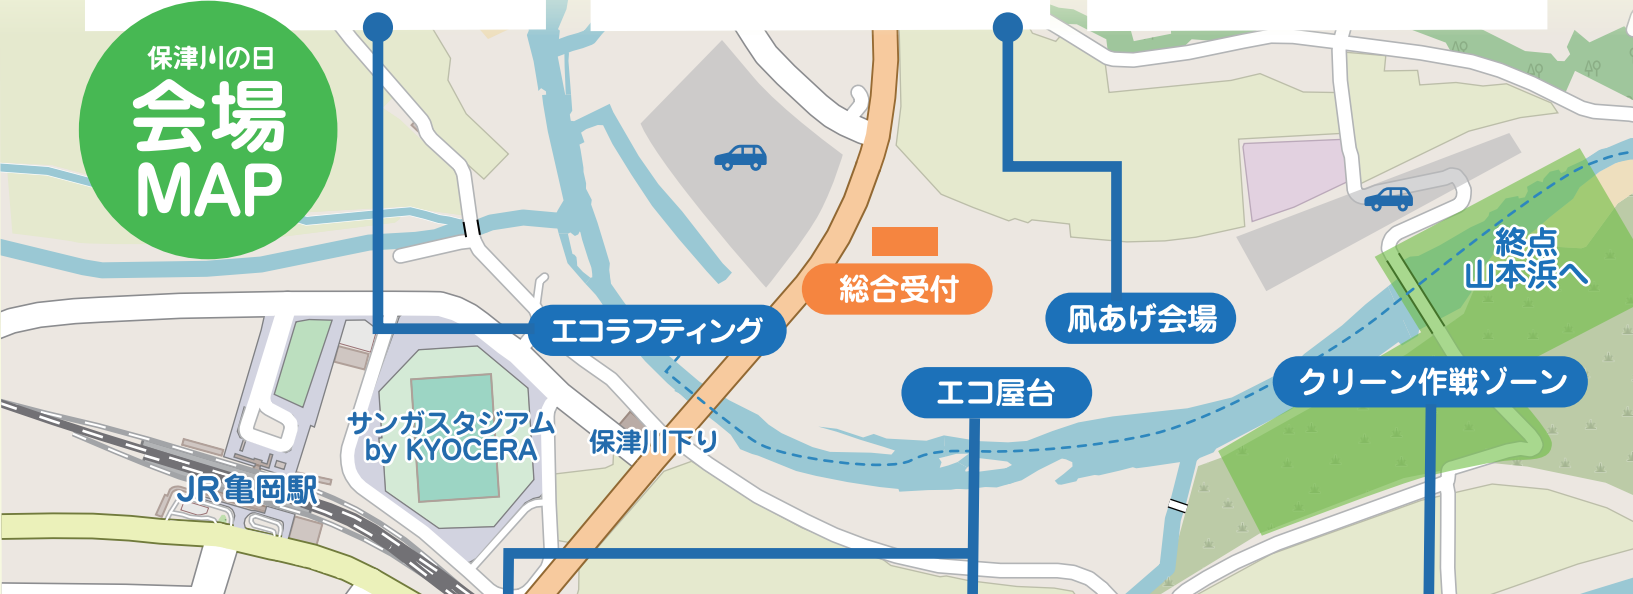 保津川の日
会場
MAP
終点
山本浜へ
総合受付
エコラフティング
凧あげ会場
エコ屋台
クリーン作戦ゾーン
サンガスタジアム
by KYOCERA
保津川下り
JR亀岡駅